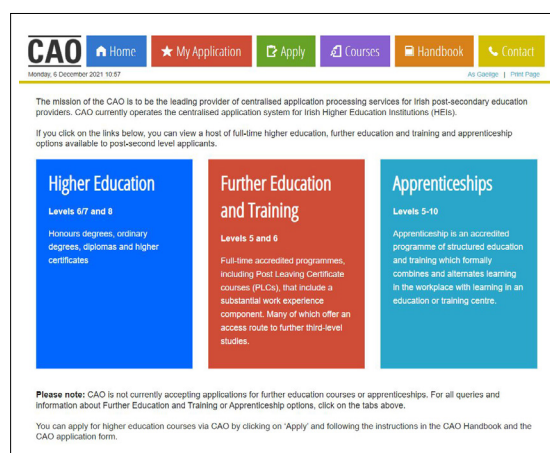 CAO
Home
My Application
Apply
Courses
Handbook
Contact
Monday, 6 December 2021 10:57
As Gaeilge | Print Page
The mission of the CAO is to be the leading provider of centralised application processing services for Irish post-secondary education
providers. CAO currently operates the centralised application system for Irish Higher Education Institutions (HEIs).
If you click on the links below, you can view a host of full-time higher education, further education and training and apprenticeship
options available to post-second level applicants.
Higher Education
Levels 6/7 and 8
Honours degrees, ordinary
degrees, diplomas and higher
certificates
Further Education
and Training
Levels 5 and 6
Full-time accredited programmes,
including Post Leaving Certificate
courses (PLCs), that include a
substantial work experience
component. Many of which offer an
access route to further third-level
studies.
Apprenticeships
Levels 5-10
Apprenticeship is an accredited
programme of structured education
and training which formally
combines and alternates learning
in the workplace with learning in an
education or training centre.
Please note: CAO is not currently accepting applications for further education courses or apprenticeships. For all queries and
information about Further Education and Training or Apprenticeship options, click on the tabs above.
You can apply for higher education courses via CAO by clicking on 'Apply' and following the instructions in the CAO Handbook and the
CAO application form.